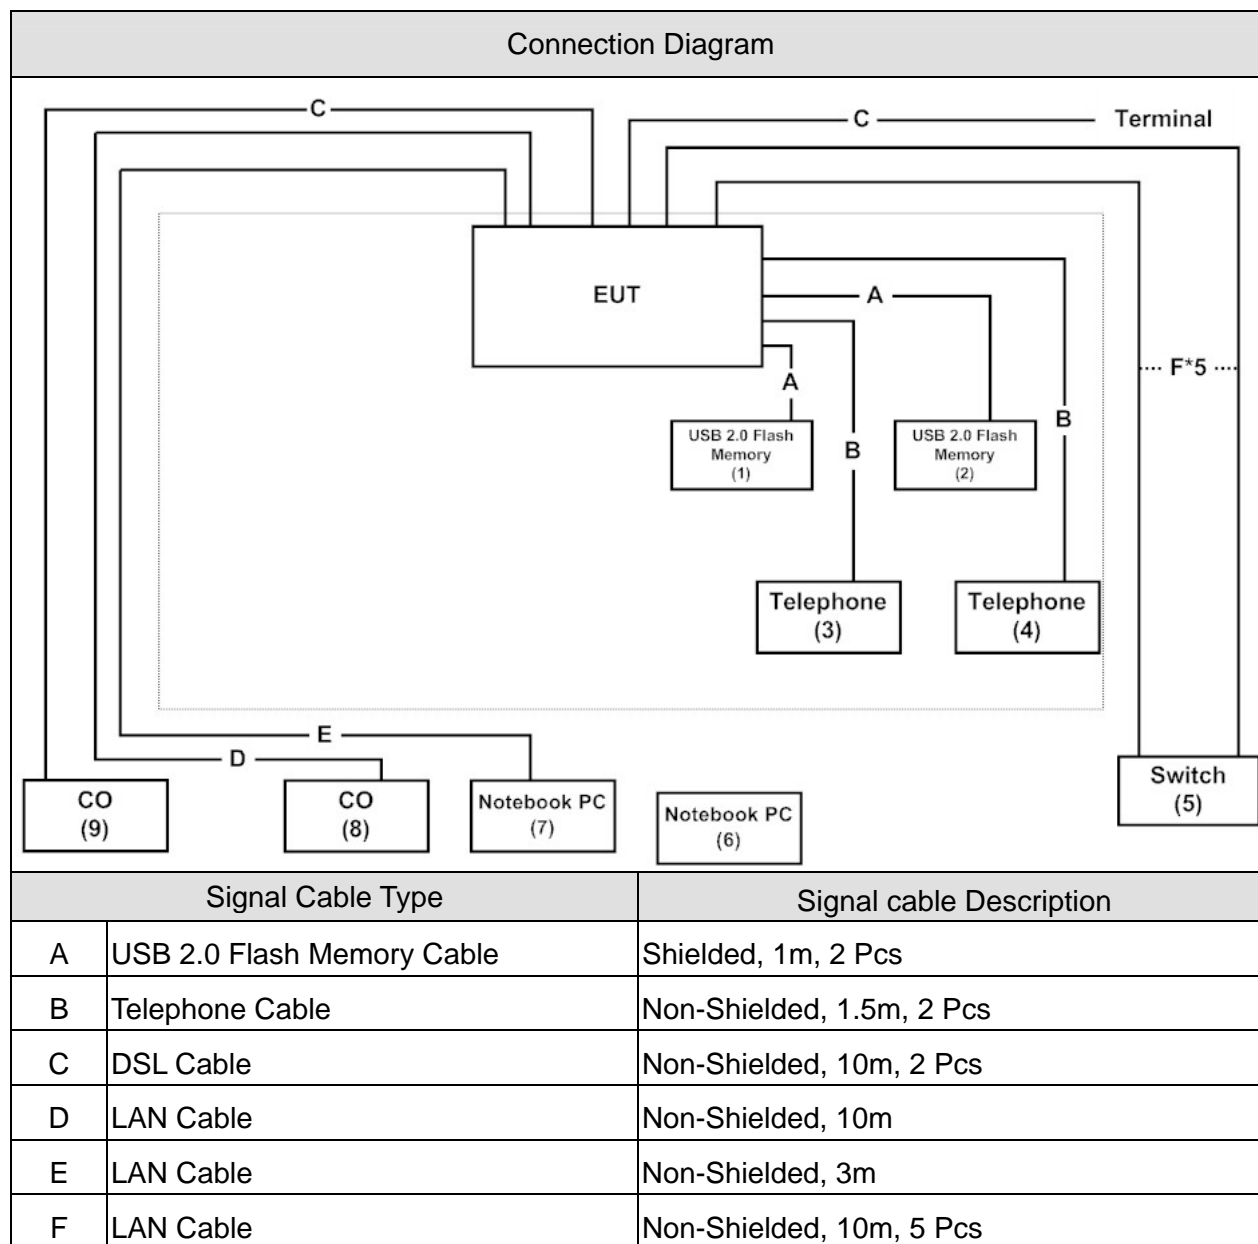 Connection Diagram
C
C
Terminal
EUT
A
F*5
A
B
B
USB 2.0 Flash
Memory
(1)
USB 2.0 Flash
Memory
(2)
Telephone
(3)
Telephone
(4)
E
D
CO
(9)
CO
(8)
Notebook PC
(7)
Notebook PC
(6)
Switch
(5)
Signal Cable Type Signal cable Description
A USB 2.0 Flash Memory Cable Shielded, 1m, 2 Pcs
B Telephone Cable Non-Shielded, 1.5m, 2 Pcs
C DSL Cable Non-Shielded, 10m, 2 Pcs
D LAN Cable Non-Shielded, 10m
E LAN Cable Non-Shielded, 3m
F LAN Cable Non-Shielded, 10m, 5 Pcs